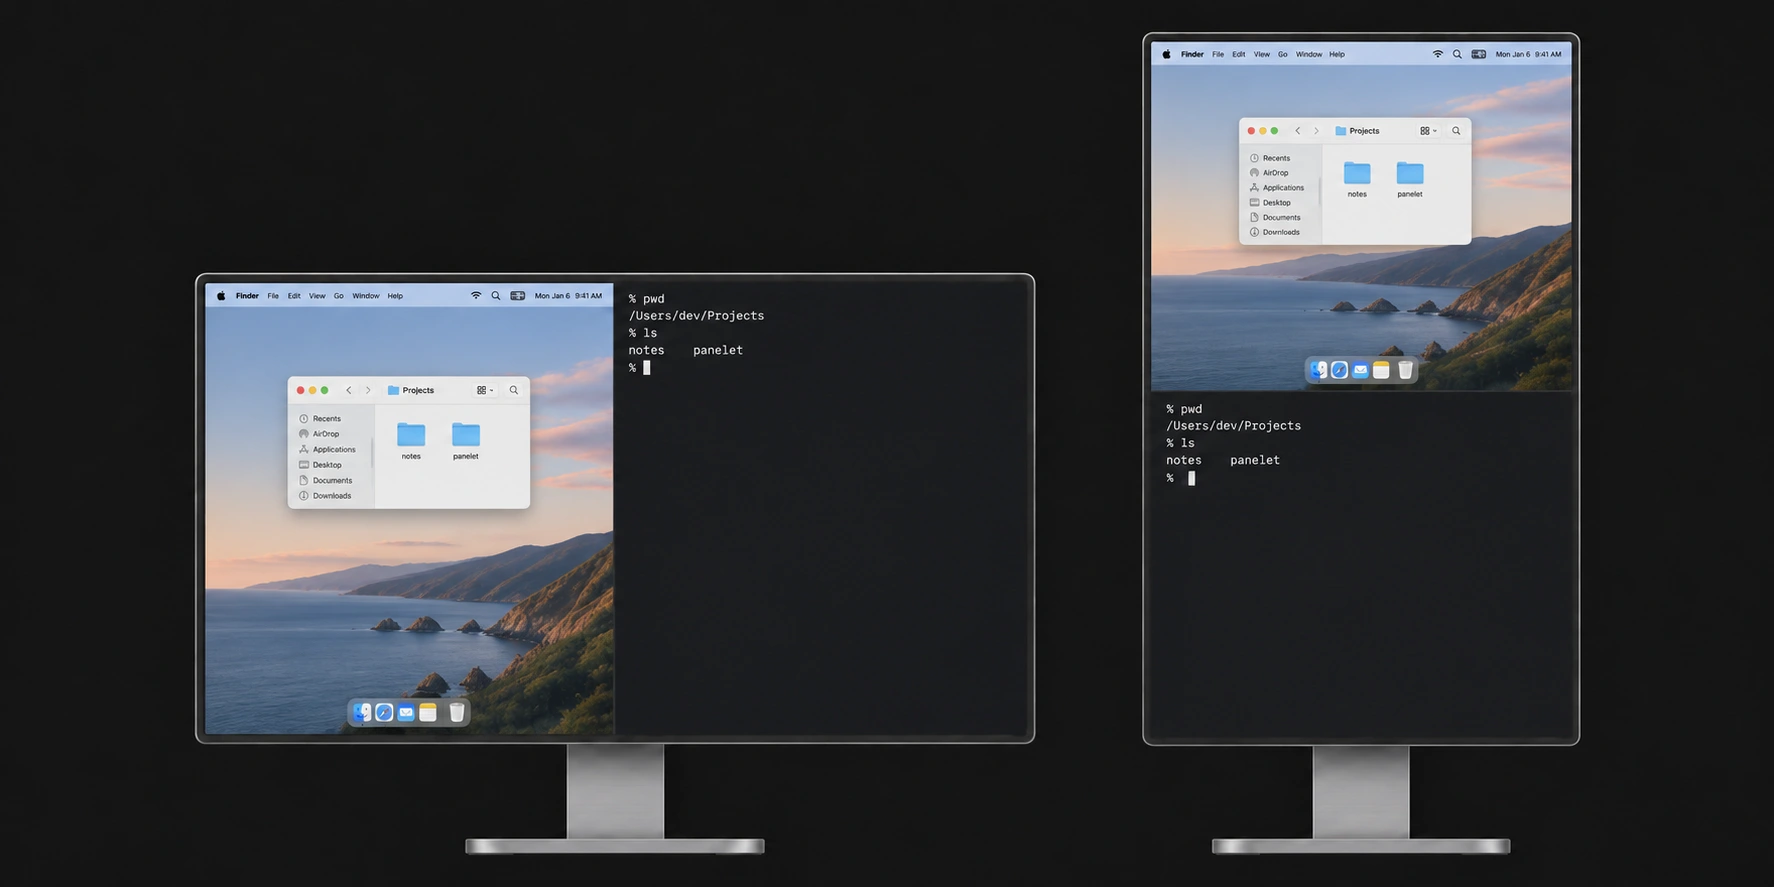 Finder File Edit View Go Window Help Mon Jan 6 9:41 AM
Projects
Recents
AirDrop
Applications
Desktop
Documents
Downloads
notes panelet
% pwd
/Users/dev/Projects
% ls
notes panelet
%
Finder File Edit View Go Window Help Mon Jan 6 9:41 AM
Projects
Recents
AirDrop
Applications
Desktop
Documents
Downloads
notes panelet
% pwd
/Users/dev/Projects
% ls
notes panelet
%